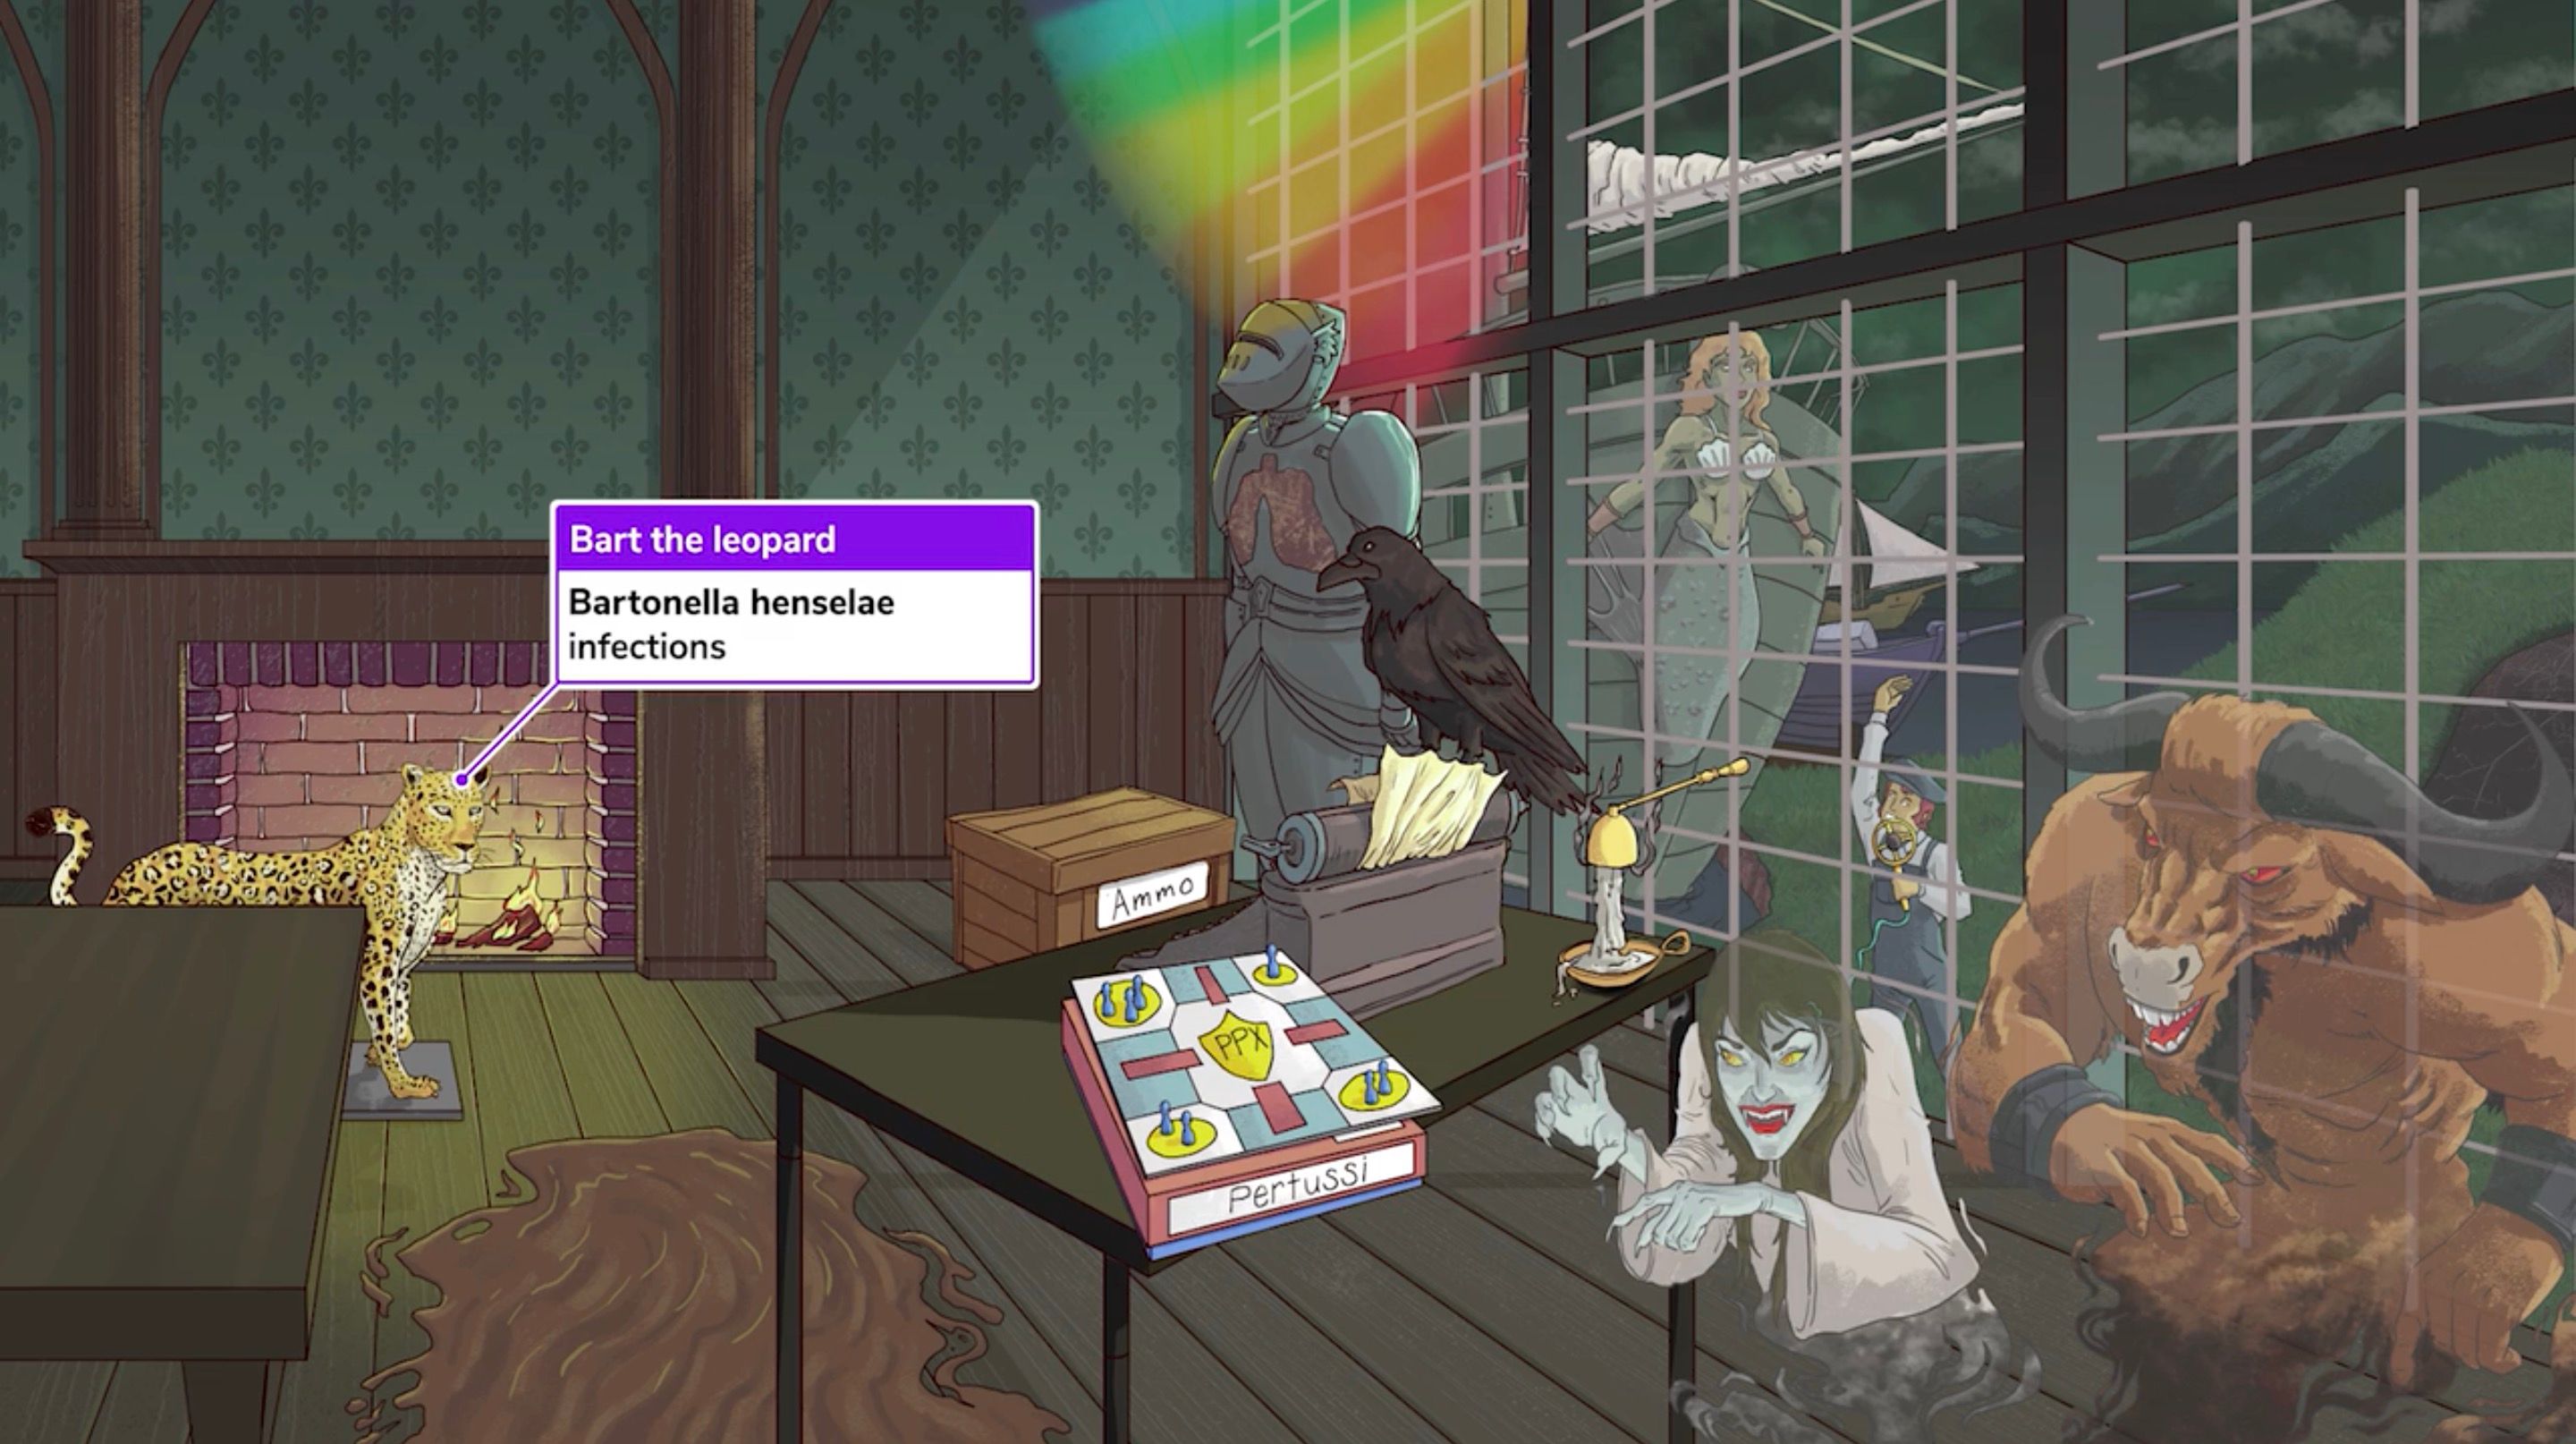 Bart the leopard
Bartonella henselae
infections
Ammo
PPX
Pertussi